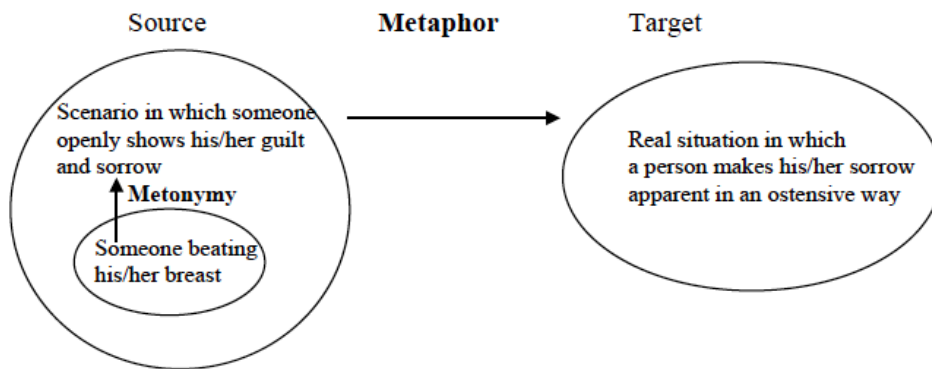 Source Metaphor Target
Scenario in which someone
openly shows his/her guilt
and sorrow
Metonymy
Someone beating
his/her breast
Real situation in which
a person makes his/her sorrow
apparent in an ostensive way